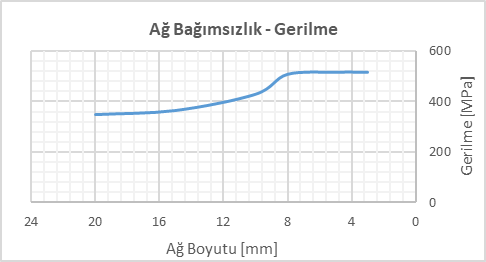 Ağ Bağımsızlık - Gerilme
600
400
200
0
24 20 16 12 8 4 0
Gerilme [MPa]
Ağ Boyutu [mm]